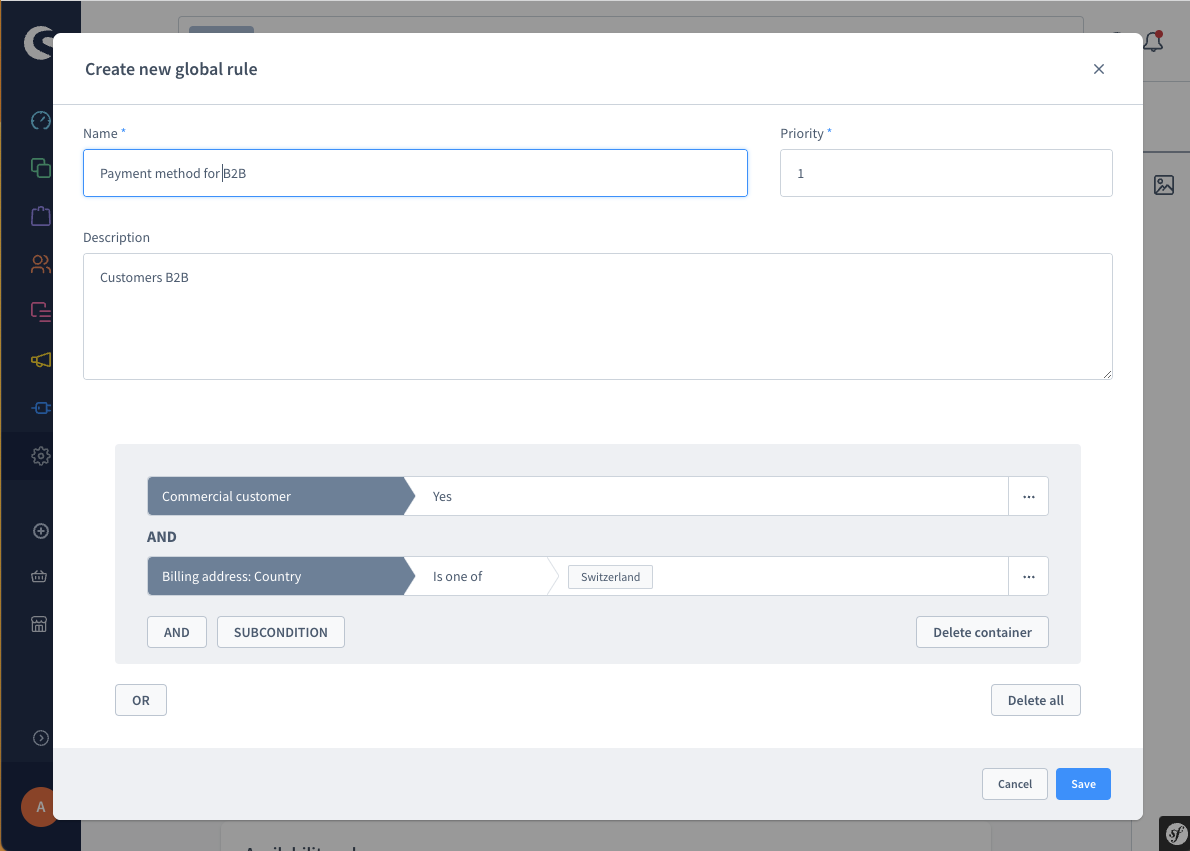 Create new global rule
Name *
Priority *
Payment method for B2B
1
Description
Customers B2B
Commercial customer
Yes
...
AND
Billing address: Country
Is one of
Switzerland
...
AND
SUBCONDITION
Delete container
OR
Delete all
Cancel
Save
A
sf